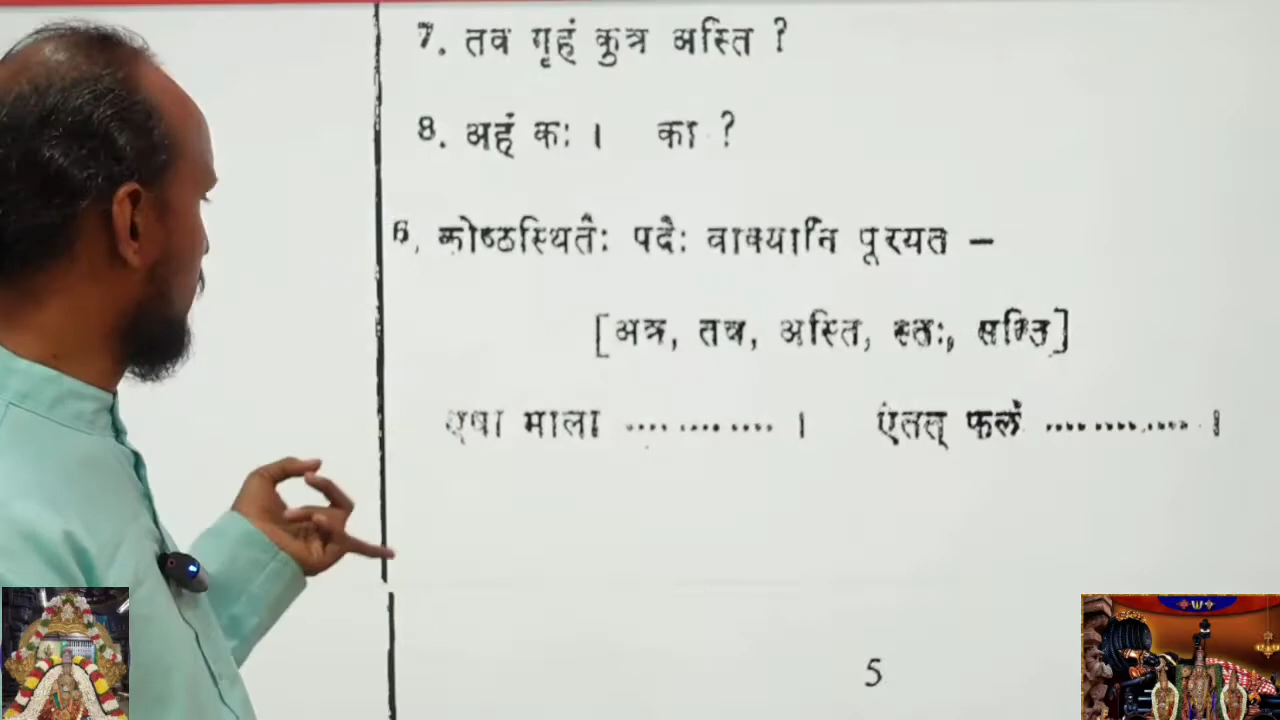 7. तव गृहं कुत्र अस्ति ?
8. अहं कः । का ?
6. कोष्ठस्थितैः पदैः वाक्यानि पूरयत –
[अत्र, तत्र, अस्ति, स्तः, सन्ति]
एषा माला ............ । एतत् फलं ............ ।
5